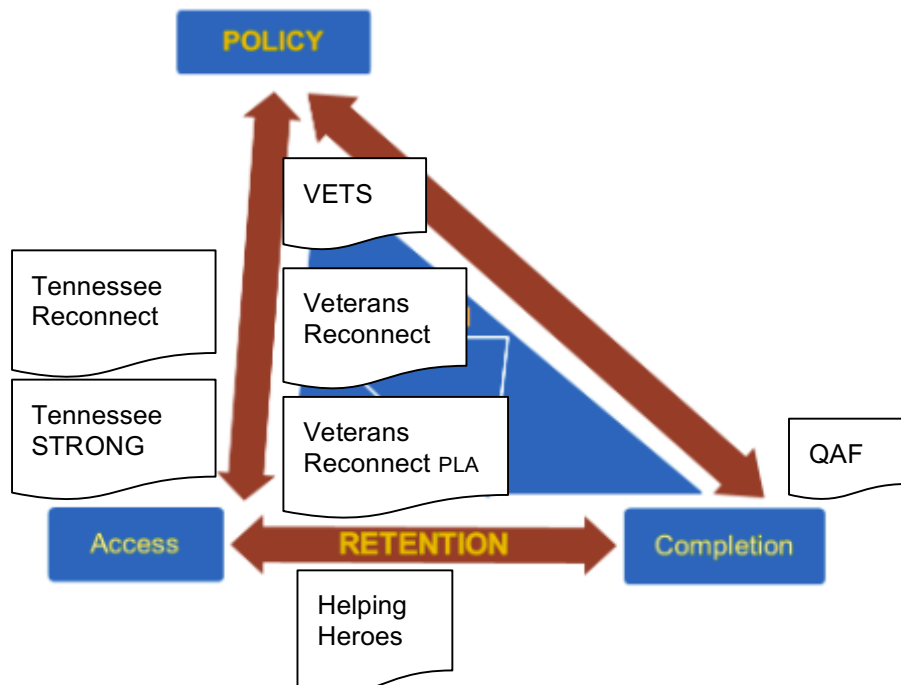 POLICY
VETS
Tennessee
Reconnect
Veterans
Reconnect
Tennessee
STRONG
Veterans
Reconnect PLA
QAF
Access
RETENTION
Completion
Helping
Heroes